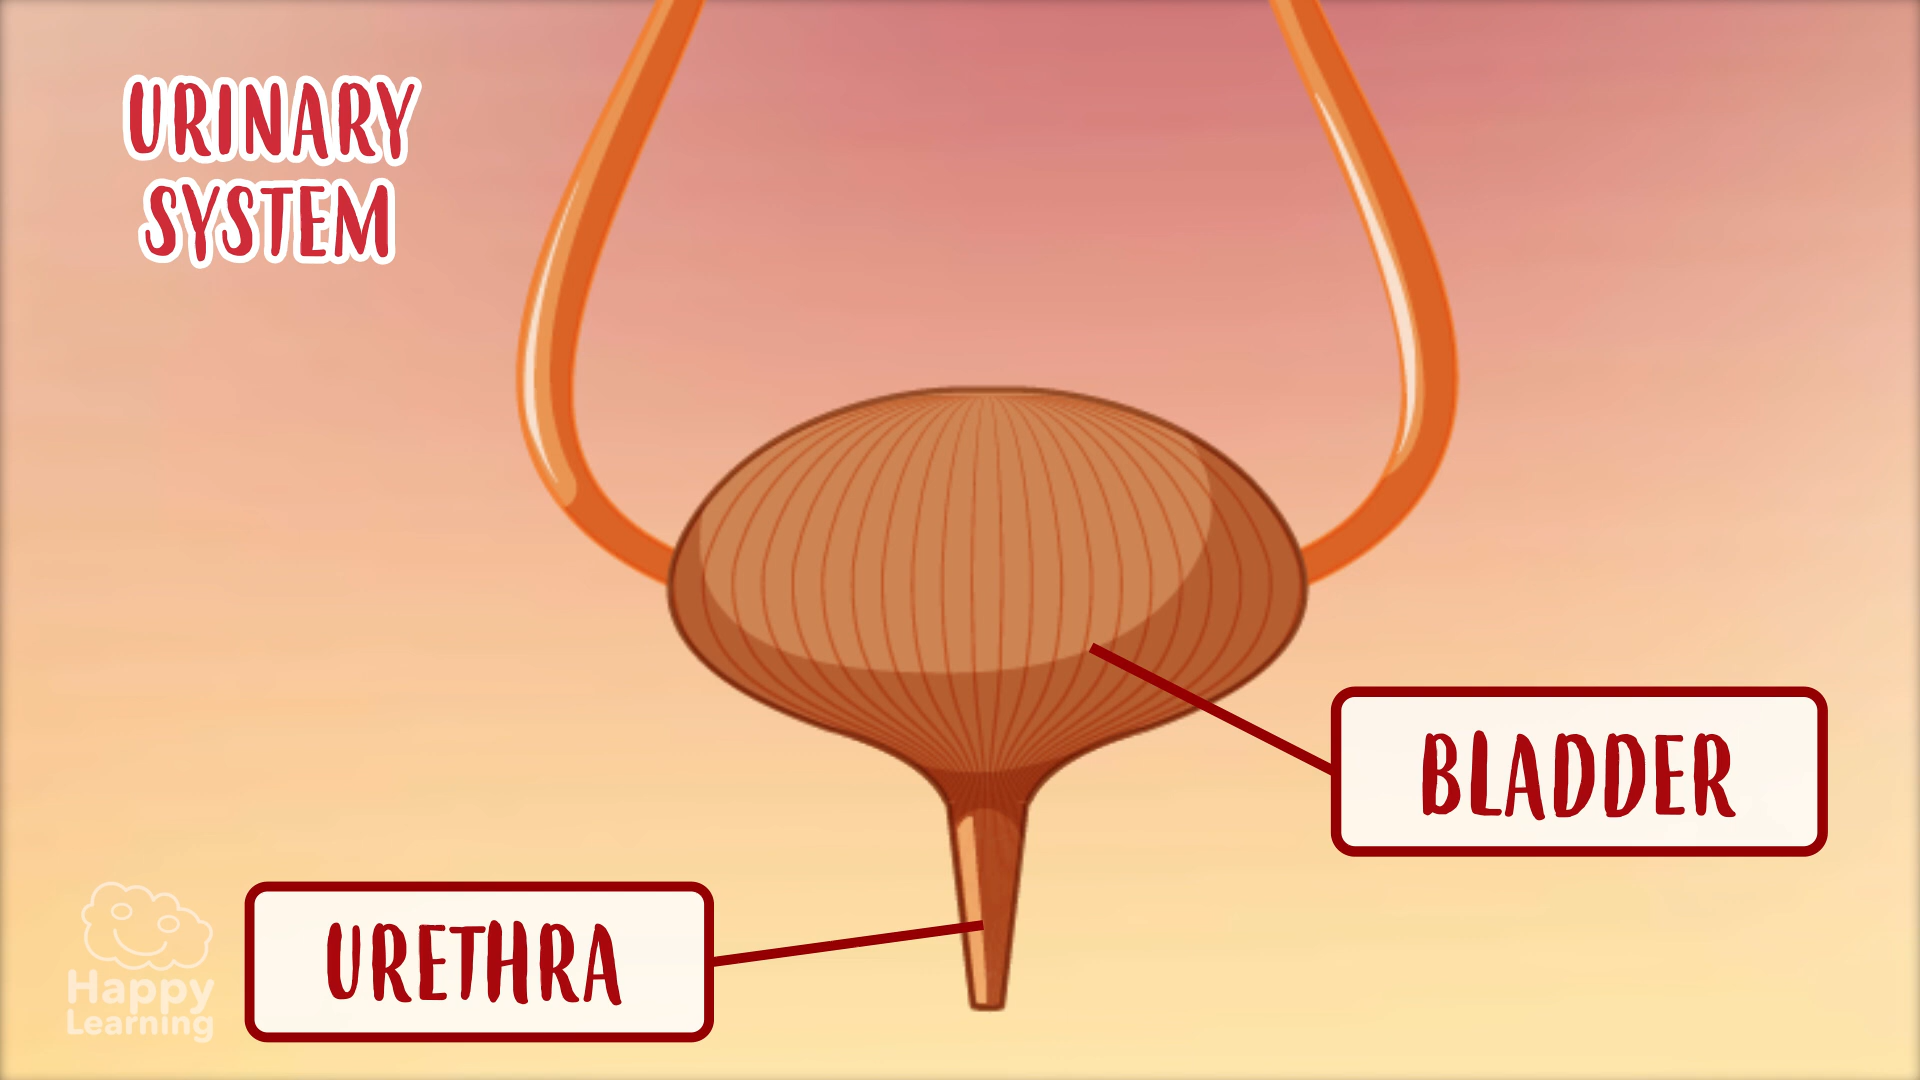 URINARY
SYSTEM
BLADDER
URETHRA
Happy
Learning